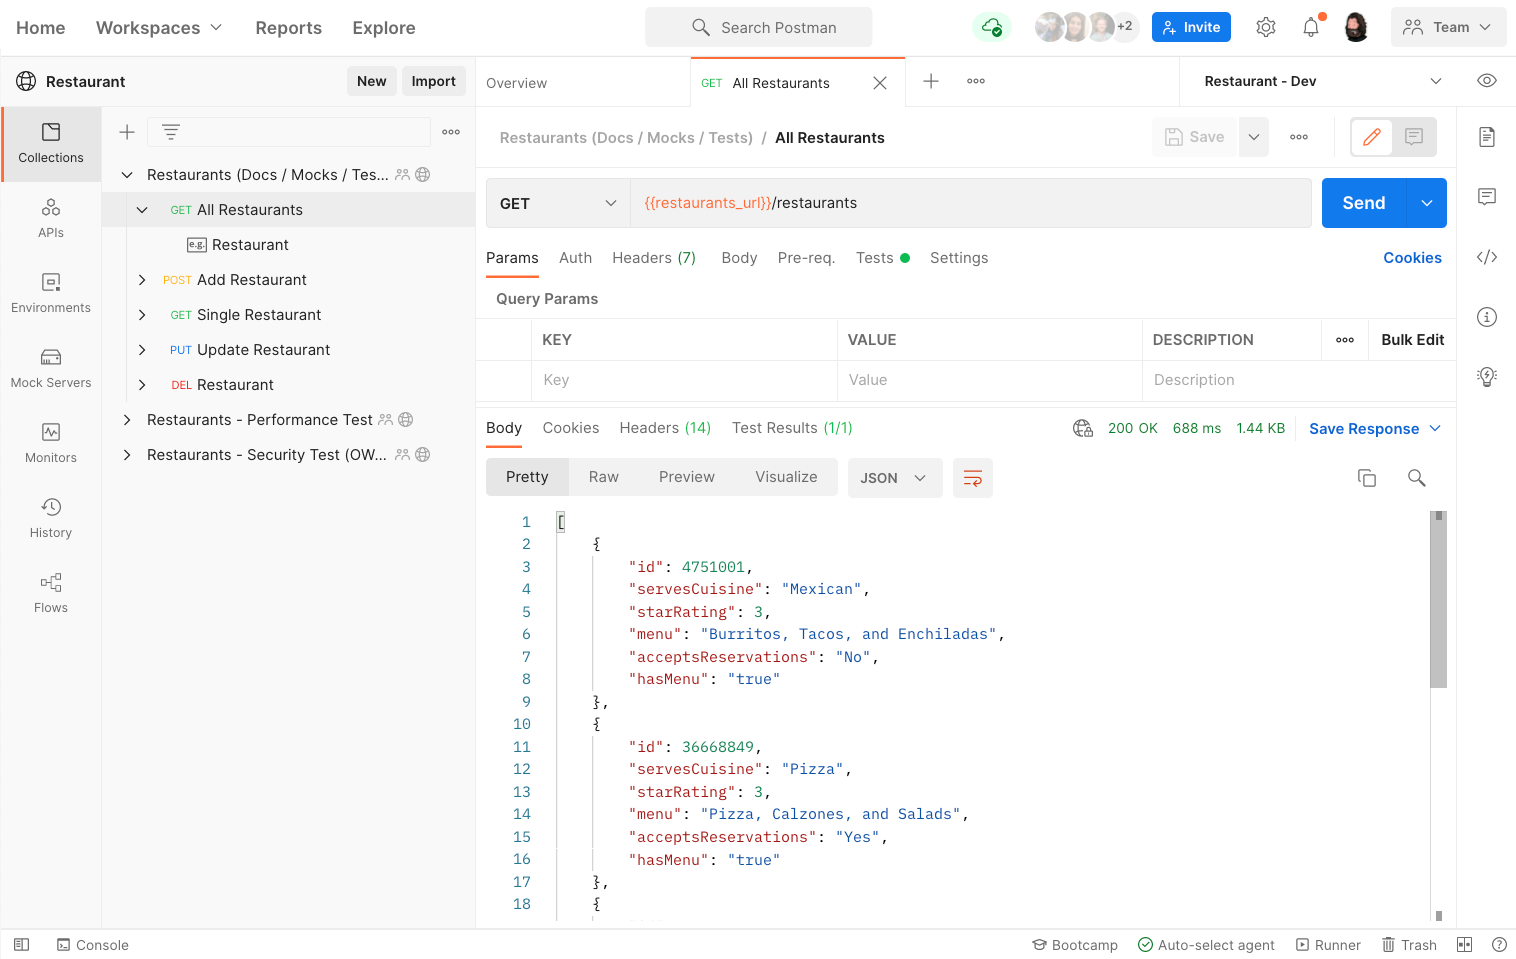 Home Workspaces Reports Explore Search Postman +2 Invite Team
Restaurant New Import
Overview GET All Restaurants Restaurant - Dev
Collections
APIs
Environments
Mock Servers
Monitors
History
Flows
Restaurants (Docs / Mocks / Tes...
GET All Restaurants
e.g. Restaurant
POST Add Restaurant
GET Single Restaurant
PUT Update Restaurant
DEL Restaurant
Restaurants - Performance Test
Restaurants - Security Test (OW...
Restaurants (Docs / Mocks / Tests) / All Restaurants Save
GET {{restaurants_url}}/restaurants Send
Params Auth Headers (7) Body Pre-req. Tests Settings Cookies
Query Params
KEY VALUE DESCRIPTION Bulk Edit
Key Value Description
Body Cookies Headers (14) Test Results (1/1) 200 OK 688 ms 1.44 KB Save Response
Pretty Raw Preview Visualize JSON
1 [
2 {
3 "id": 4751001,
4 "servesCuisine": "Mexican",
5 "starRating": 3,
6 "menu": "Burritos, Tacos, and Enchiladas",
7 "acceptsReservations": "No",
8 "hasMenu": "true"
9 },
10 {
11 "id": 36668849,
12 "servesCuisine": "Pizza",
13 "starRating": 3,
14 "menu": "Pizza, Calzones, and Salads",
15 "acceptsReservations": "Yes",
16 "hasMenu": "true"
17 },
18 {
Console Bootcamp Auto-select agent Runner Trash